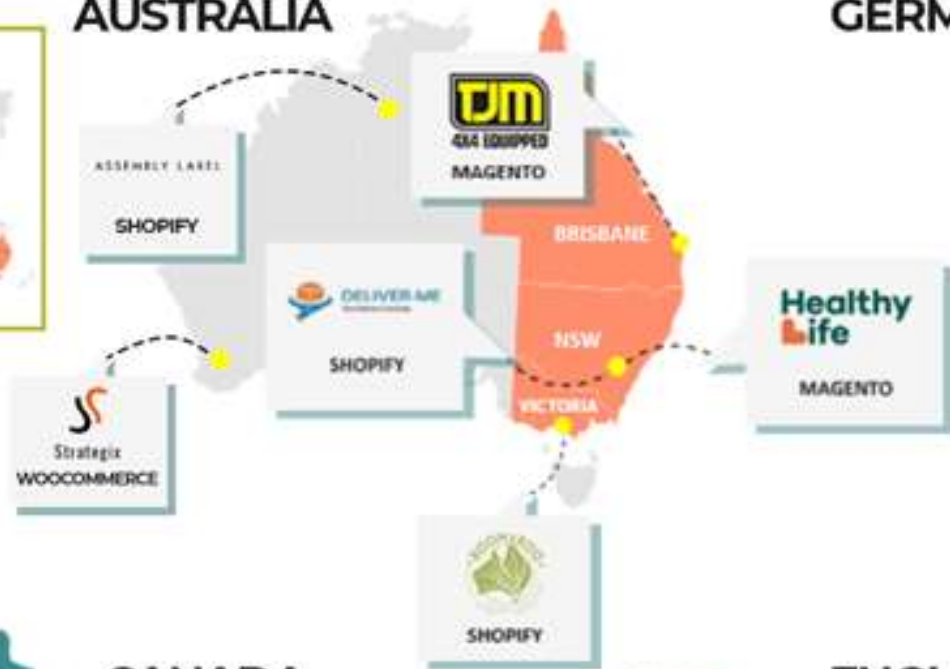 AUSTRALIA
GERM
TJM
4X4 EQUIPPED
MAGENTO
ASSEMBLY LABEL
SHOPIFY
BRISBANE
DELIVER-ME
SHOPIFY
NSW
Healthy
Life
MAGENTO
VICTORIA
Strategix
WOOCOMMERCE
SHOPIFY